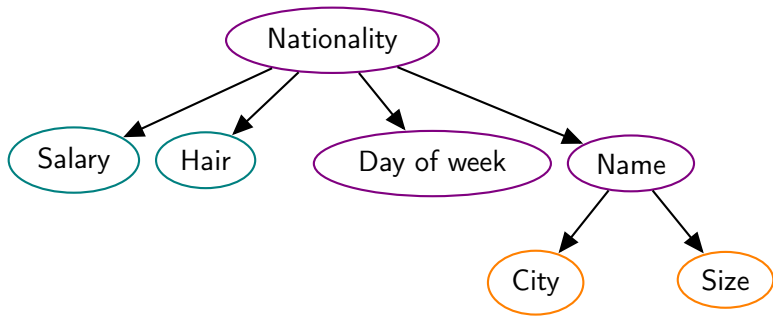 Nationality
Salary
Hair
Day of week
Name
City
Size